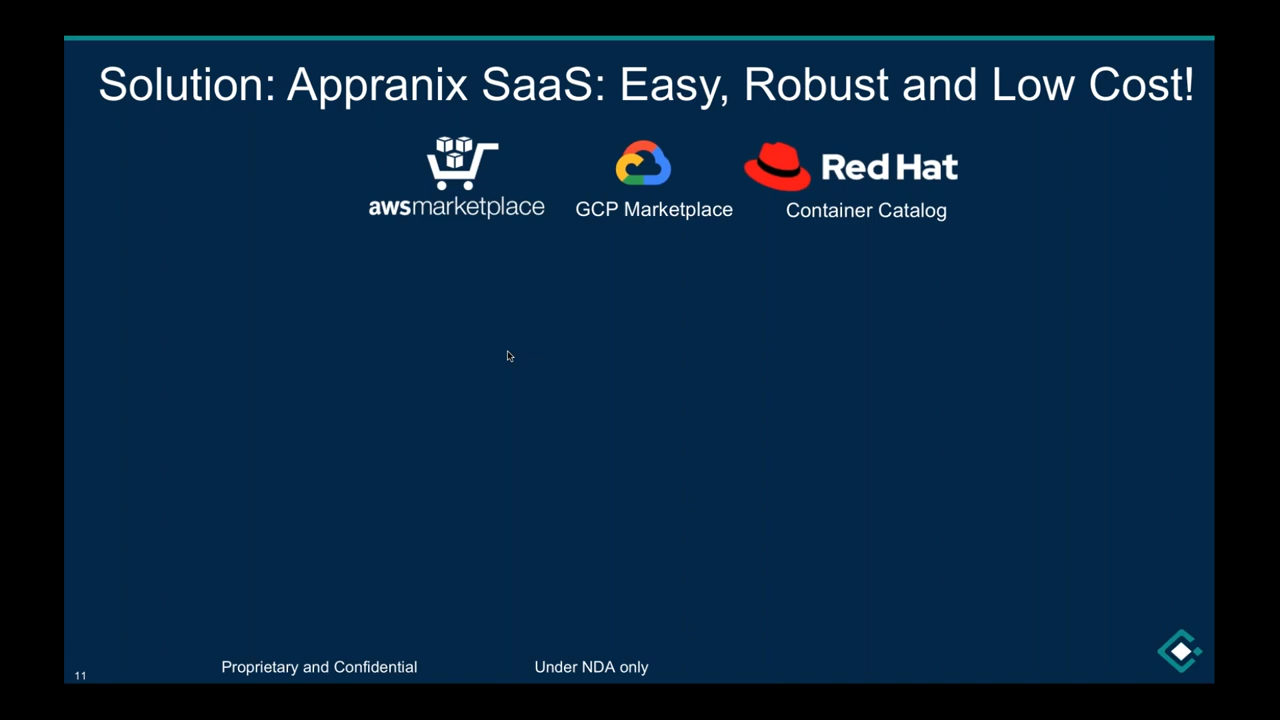 Solution: Appranix SaaS: Easy, Robust and Low Cost!
awsmarketplace
GCP Marketplace
Red Hat
Container Catalog
11
Proprietary and Confidential
Under NDA only